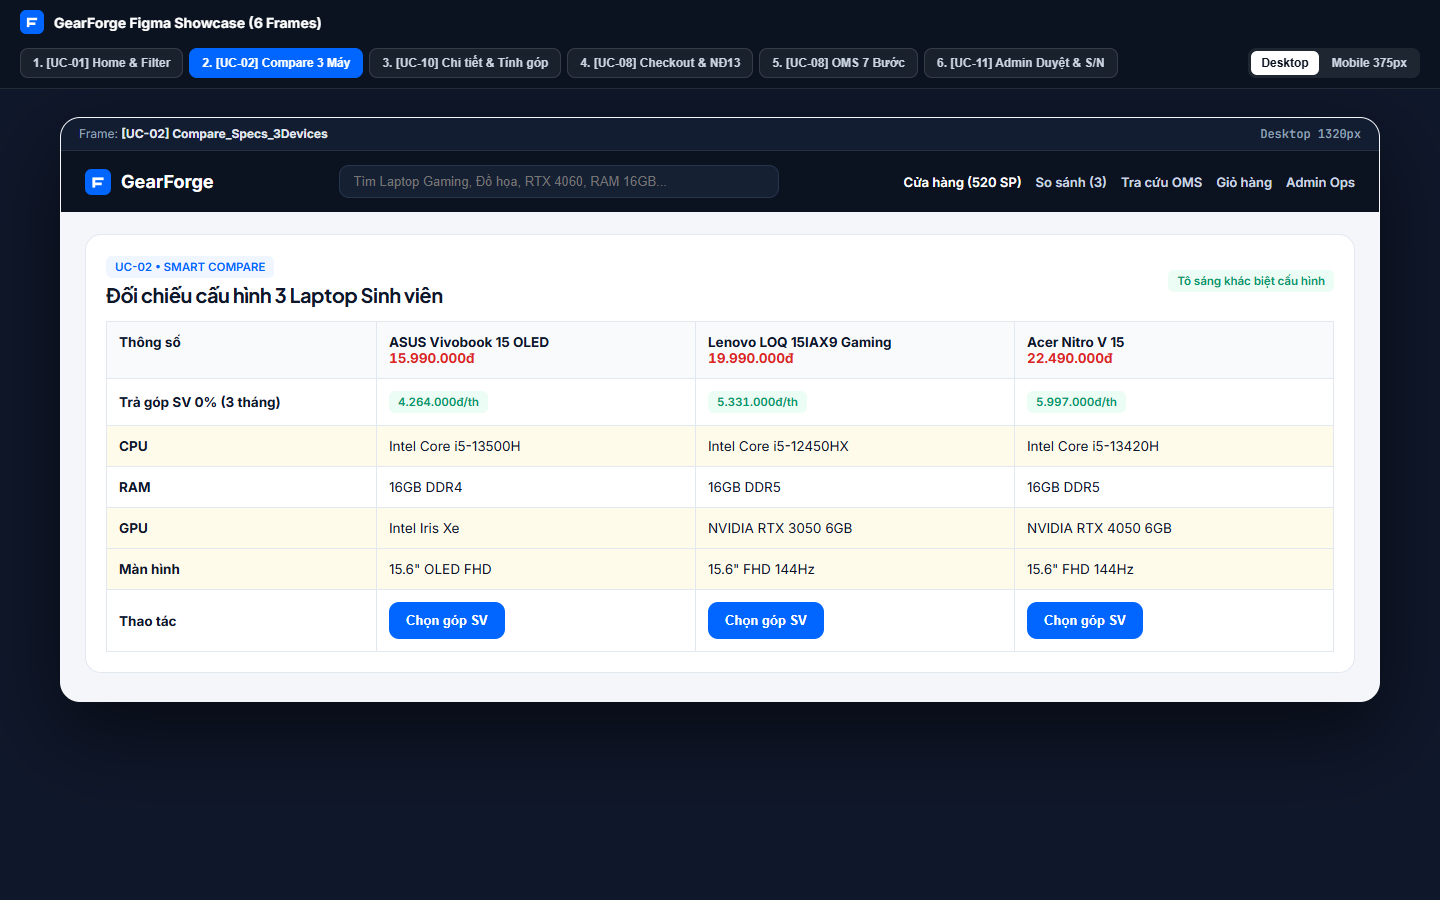 GearForge Figma Showcase (6 Frames)
1. [UC-01] Home & Filter
2. [UC-02] Compare 3 Máy
3. [UC-10] Chi tiết & Tính góp
4. [UC-08] Checkout & NĐ13
5. [UC-08] OMS 7 Bước
6. [UC-11] Admin Duyệt & S/N
Desktop
Mobile 375px
Frame: [UC-02] Compare_Specs_3Devices
Desktop 1320px
GearForge
Tìm Laptop Gaming, Đồ họa, RTX 4060, RAM 16GB...
Cửa hàng (520 SP)
So sánh (3)
Tra cứu OMS
Giỏ hàng
Admin Ops
UC-02 • SMART COMPARE
Đối chiếu cấu hình 3 Laptop Sinh viên
Tô sáng khác biệt cấu hình
Thông số
ASUS Vivobook 15 OLED
15.990.000đ
Lenovo LOQ 15IAX9 Gaming
19.990.000đ
Acer Nitro V 15
22.490.000đ
Trả góp SV 0% (3 tháng)
4.264.000đ/th
5.331.000đ/th
5.997.000đ/th
CPU
Intel Core i5-13500H
Intel Core i5-12450HX
Intel Core i5-13420H
RAM
16GB DDR4
16GB DDR5
16GB DDR5
GPU
Intel Iris Xe
NVIDIA RTX 3050 6GB
NVIDIA RTX 4050 6GB
Màn hình
15.6" OLED FHD
15.6" FHD 144Hz
15.6" FHD 144Hz
Thao tác
Chọn góp SV
Chọn góp SV
Chọn góp SV